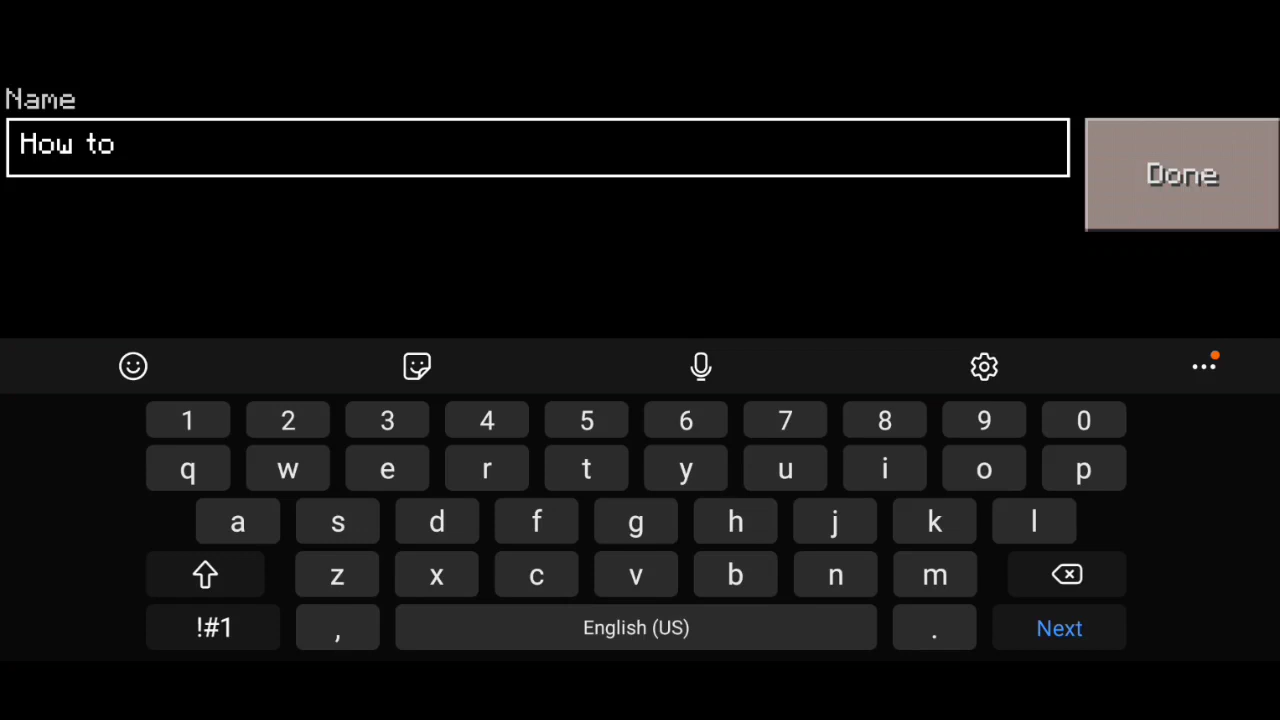 Name
How to
Done
1 2 3 4 5 6 7 8 9 0
q w e r t y u i o p
a s d f g h j k l
z x c v b n m
!#1 , English (US) . Next